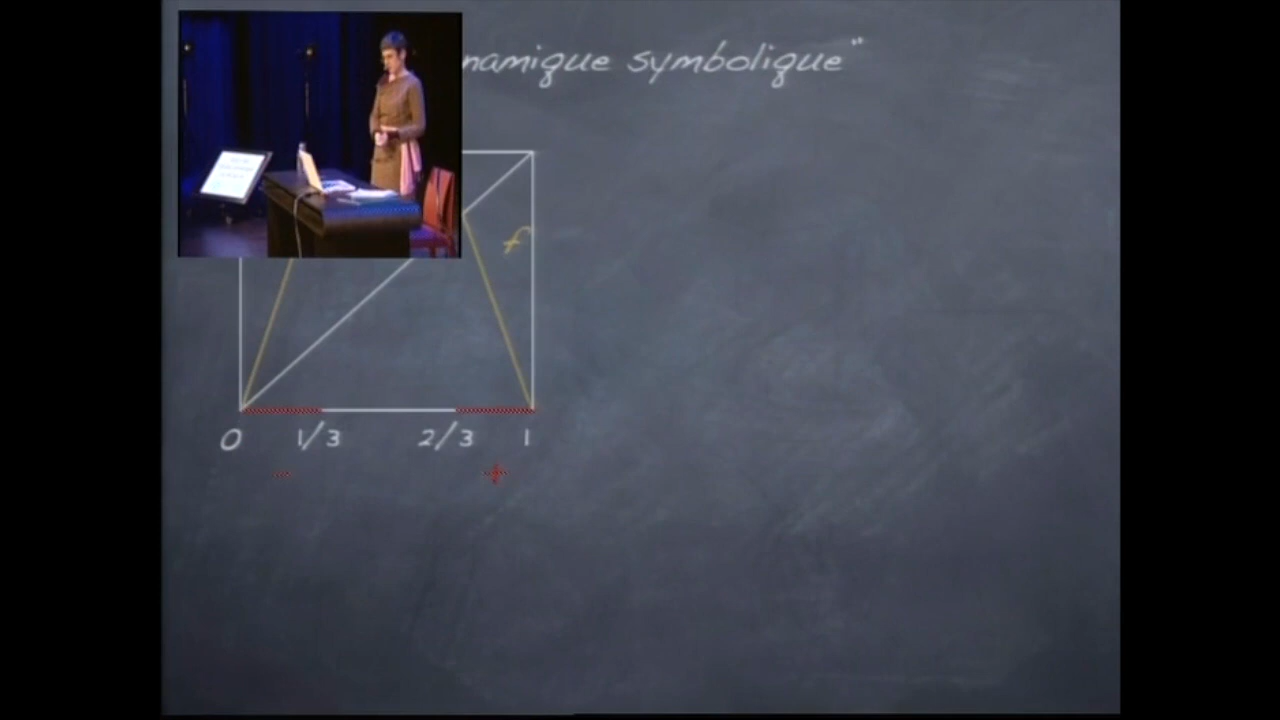 namique symbolique"
f
0 1/3 2/3 1
- +